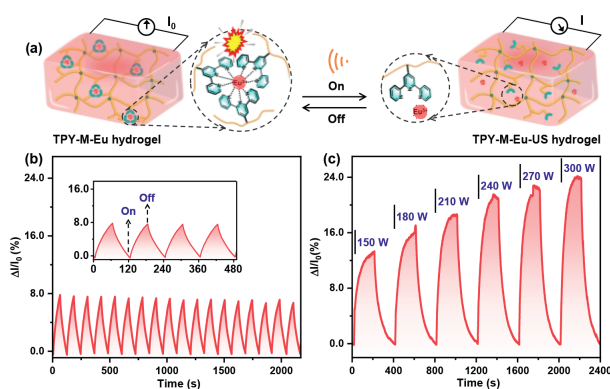 (a)
I₀
I
On
Off
Eu³⁺
Eu³⁺
TPY-M-Eu hydrogel
TPY-M-Eu-US hydrogel
(b)
ΔI/I₀ (%)
16.0
8.0
0.0
On
Off
16.0
8.0
0.0
0 120 240 360 480
0 500 1000 1500 2000
Time (s)
(c)
ΔI/I₀ (%)
24.0
16.0
8.0
0.0
150 W
180 W
210 W
240 W
270 W
300 W
0 400 800 1200 1600 2000 2400
Time (s)